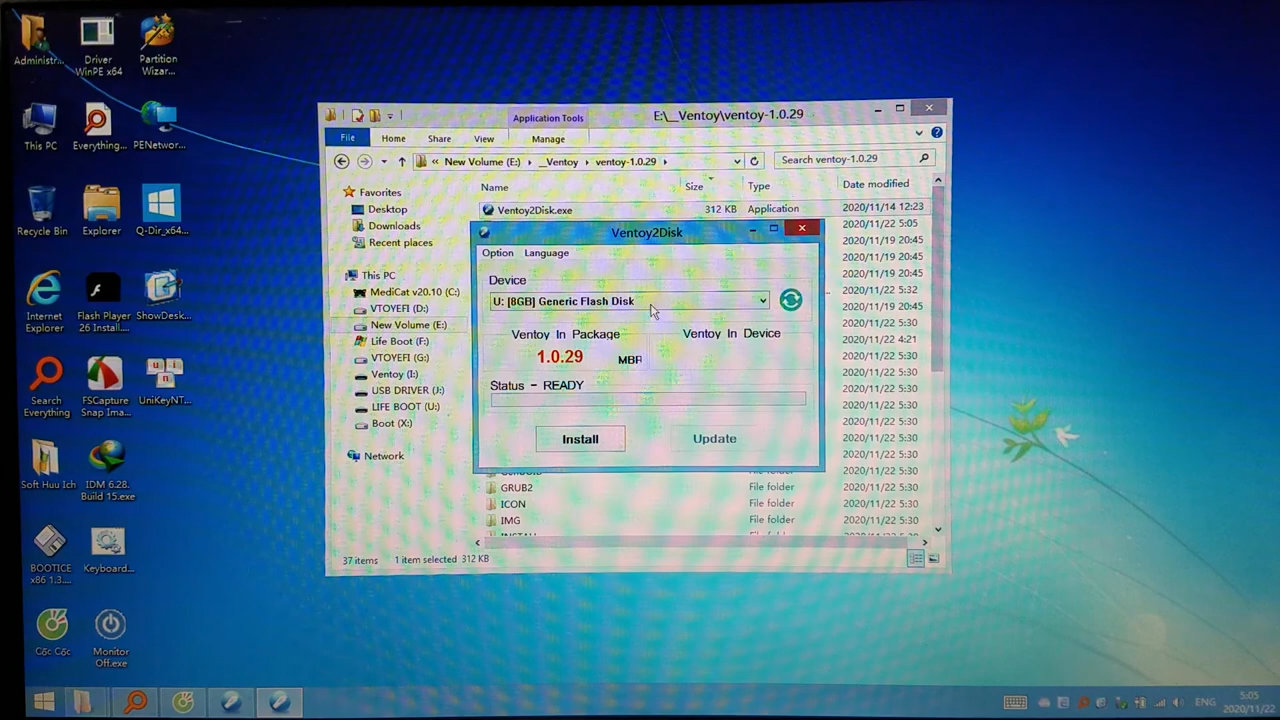 Administr...
Driver
WinPE x64
Partition
Wizar...
This PC
Everything...
PENetwor...
Recycle Bin
Explorer
Q-Dir_x64...
Internet
Explorer
Flash Player
26 Install....
ShowDesk...
Search
Everything
FSCapture
Snap Ima...
UniKeyNT...
Soft Huu Ich
IDM 6.28.
Build 15.exe
BOOTICE
x86 1.3....
Keyboard...
Cốc Cốc
Monitor
Off.exe
Application Tools
E:\__Ventoy\ventoy-1.0.29
File
Home
Share
View
Manage
« New Volume (E:)
__Ventoy
ventoy-1.0.29
Search ventoy-1.0.29
Favorites
Desktop
Downloads
Recent places
This PC
MediCat v20.10 (C:)
VTOYEFI (D:)
New Volume (E:)
Life Boot (F:)
VTOYEFI (G:)
Ventoy (I:)
USB DRIVER (J:)
LIFE BOOT (U:)
Boot (X:)
Network
Name
Size
Type
Date modified
Ventoy2Disk.exe
312 KB
Application
2020/11/14 12:23
2020/11/22 5:05
2020/11/19 20:45
2020/11/19 20:45
2020/11/19 20:45
2020/11/22 5:32
2020/11/19 20:45
2020/11/22 5:30
2020/11/22 4:21
2020/11/22 5:30
2020/11/22 5:30
2020/11/22 5:30
2020/11/22 5:30
2020/11/22 5:30
2020/11/22 5:30
2020/11/22 5:30
GRUB2
File folder
2020/11/22 5:30
ICON
File folder
2020/11/22 5:30
IMG
File folder
2020/11/22 5:30
Ventoy2Disk
Option
Language
Device
U: [8GB] Generic Flash Disk
Ventoy In Package
Ventoy In Device
1.0.29
MBR
Status - READY
Install
Update
37 items
1 item selected 312 KB
ENG
5:05
2020/11/22